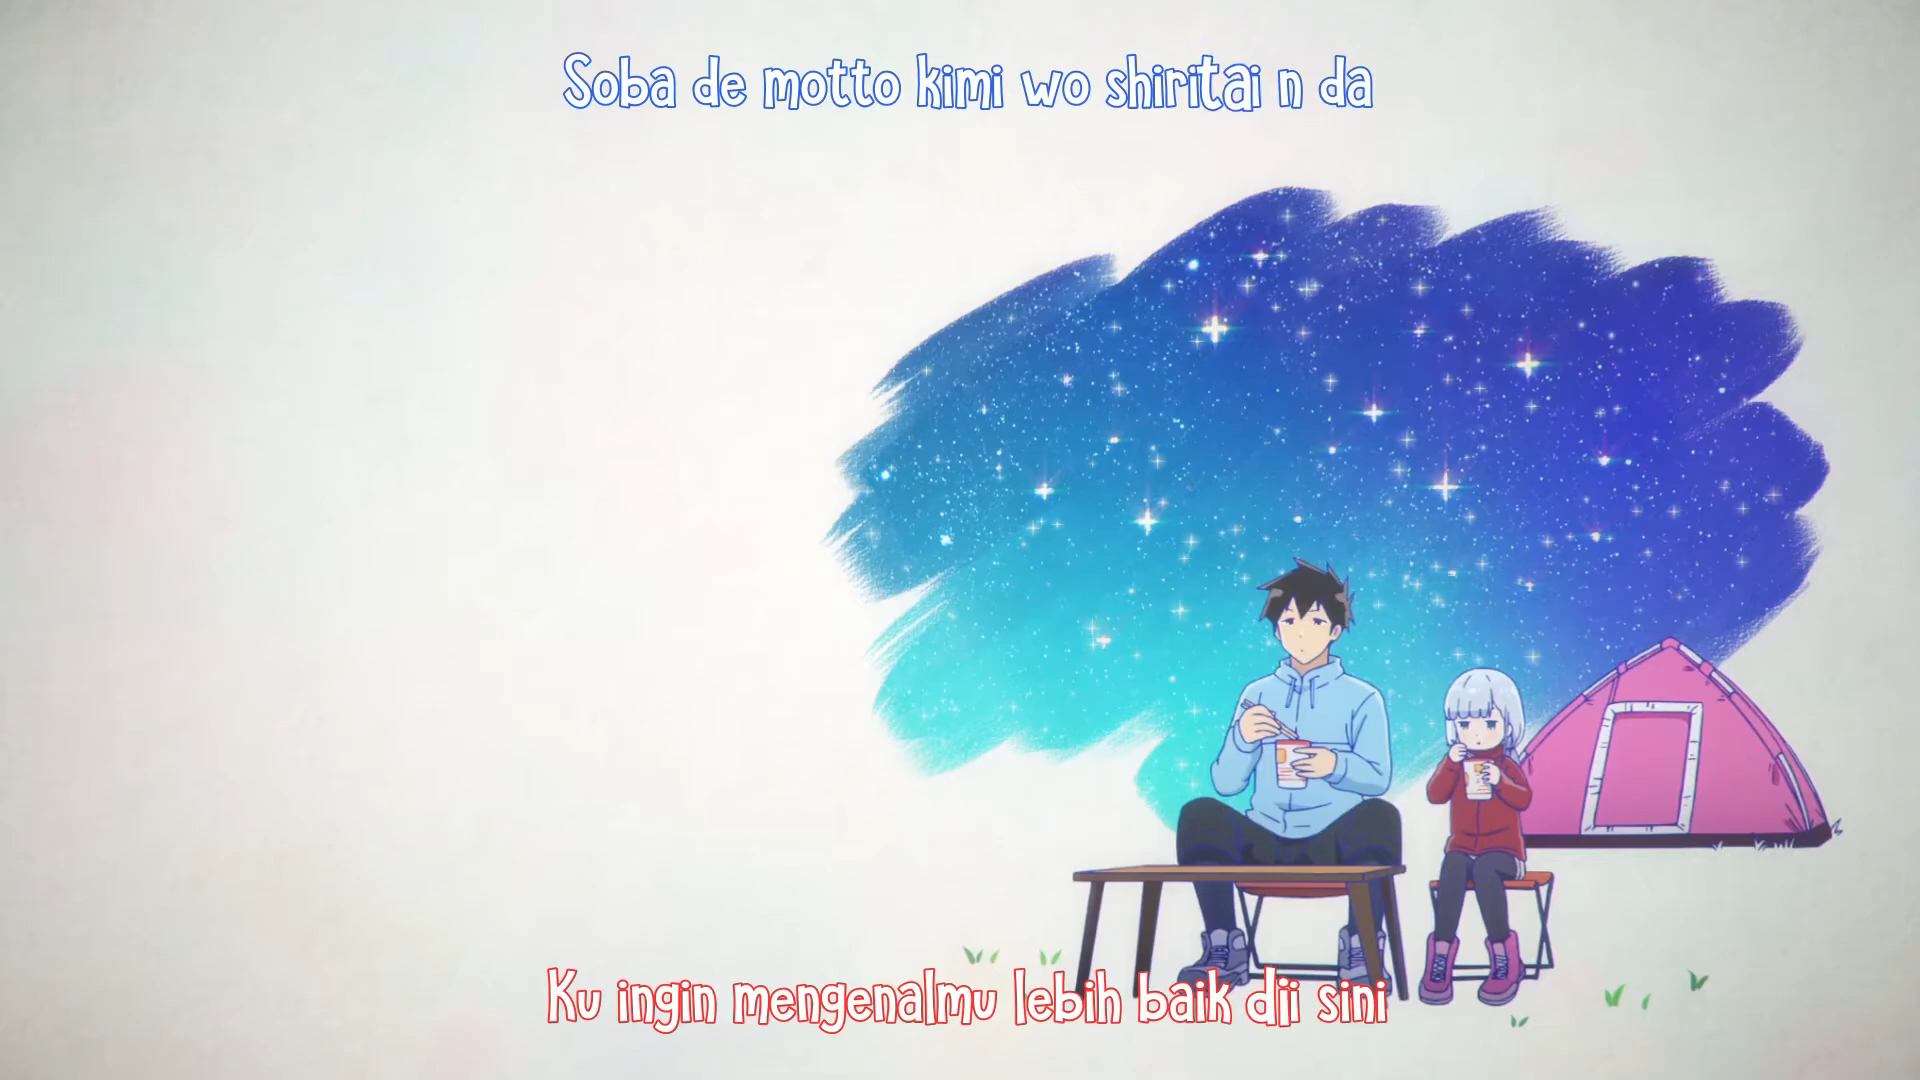 Soba de motto kimi wo shiritai n da
Ku ingin mengenalmu lebih baik dii sini